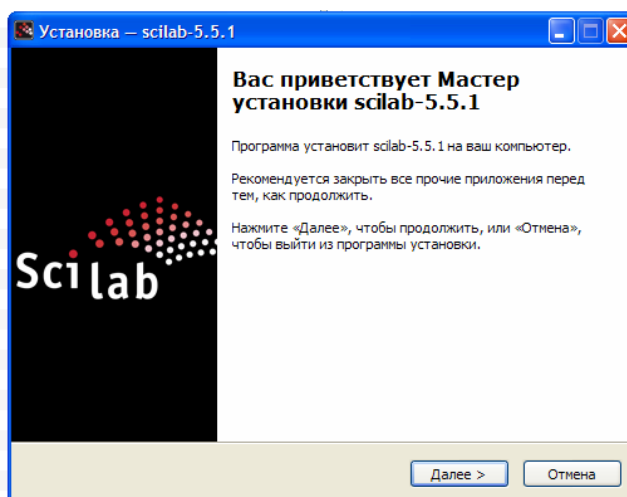 Установка — scilab-5.5.1
Вас приветствует Мастер
установки scilab-5.5.1
Программа установит scilab-5.5.1 на ваш компьютер.
Рекомендуется закрыть все прочие приложения перед
тем, как продолжить.
Нажмите «Далее», чтобы продолжить, или «Отмена»,
чтобы выйти из программы установки.
Scilab
Далее >
Отмена